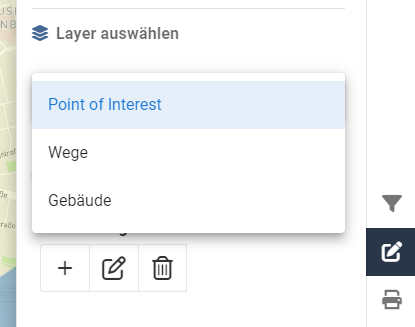 Layer auswählen
Point of Interest
Wege
Gebäude